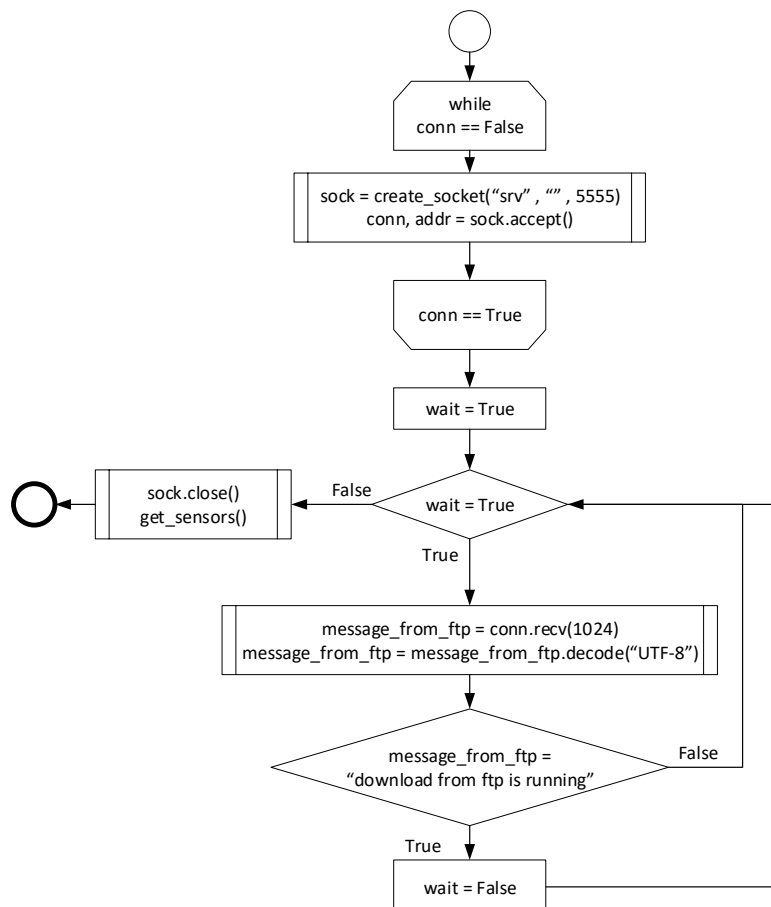 while
conn == False
sock = create_socket(“srv” , “” , 5555)
conn, addr = sock.accept()
conn == True
wait = True
sock.close()
get_sensors()
False
wait = True
True
message_from_ftp = conn.recv(1024)
message_from_ftp = message_from_ftp.decode(“UTF-8”)
message_from_ftp =
“download from ftp is running”
False
True
wait = False